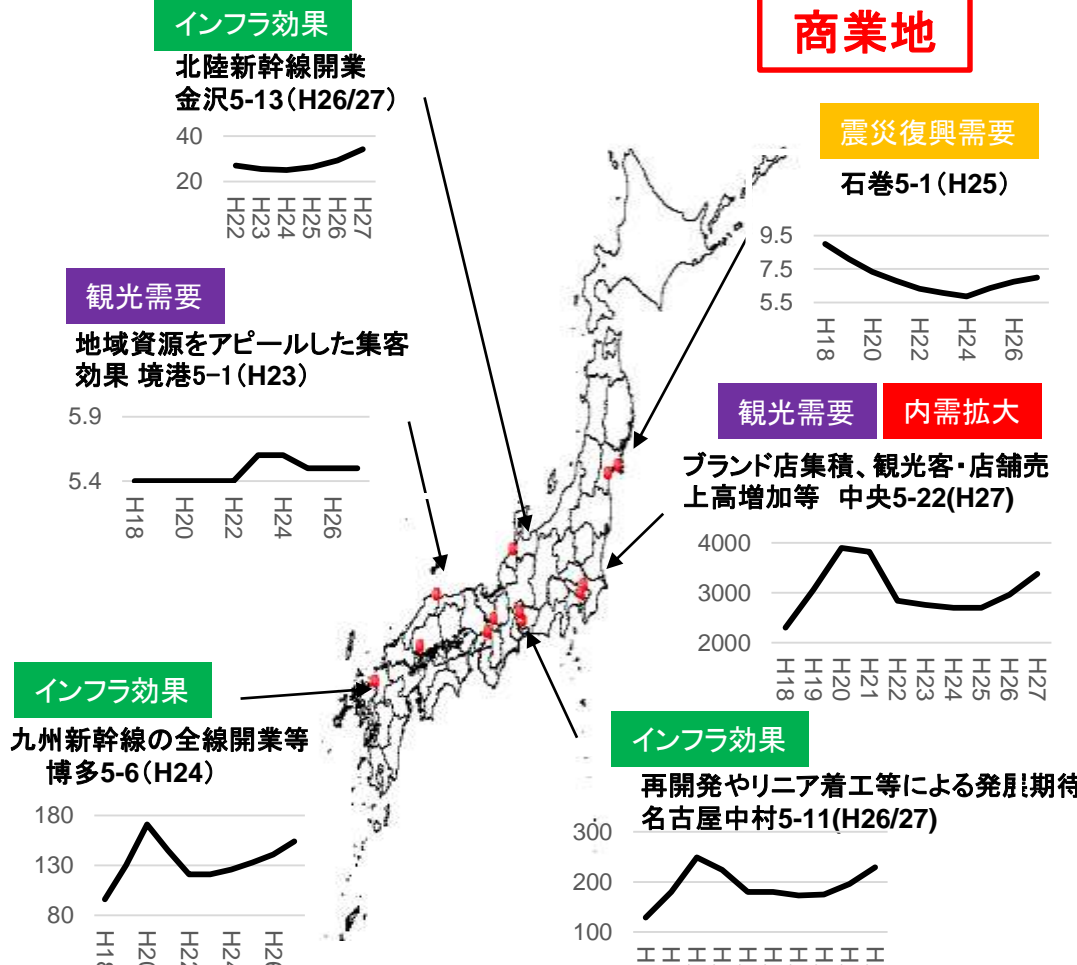 商業地
インフラ効果
北陸新幹線開業
金沢5-13(H26/27)
40
20
H22
H23
H24
H25
H26
H27
震災復興需要
石巻5-1(H25)
9.5
7.5
5.5
H18
H20
H22
H24
H26
観光需要
地域資源をアピールした集客
効果 境港5-1(H23)
5.9
5.4
H18
H20
H22
H24
H26
観光需要
内需拡大
ブランド店集積、観光客・店舗売
上高増加等 中央5-22(H27)
4000
3000
2000
H18
H19
H20
H21
H22
H23
H24
H25
H26
H27
インフラ効果
九州新幹線の全線開業等
博多5-6(H24)
180
130
80
H18
H20
H22
H24
H26
インフラ効果
再開発やリニア着工等による発展期待
名古屋中村5-11(H26/27)
300
200
100
H
H
H
H
H
H
H
H
H
H